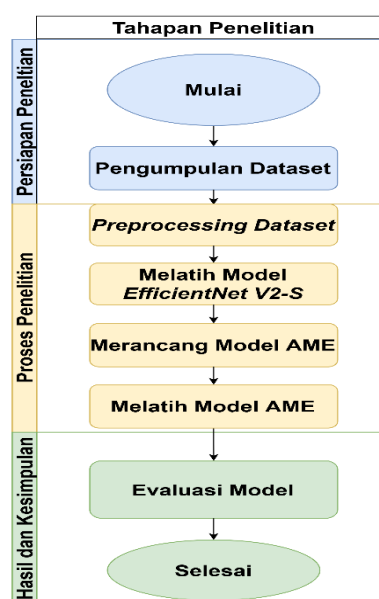 Tahapan Penelitian
Persiapan Peneltian
Mulai
Pengumpulan Dataset
Proses Penelitian
Preprocessing Dataset
Melatih Model
EfficientNet V2-S
Merancang Model AME
Melatih Model AME
Hasil dan Kesimpulan
Evaluasi Model
Selesai